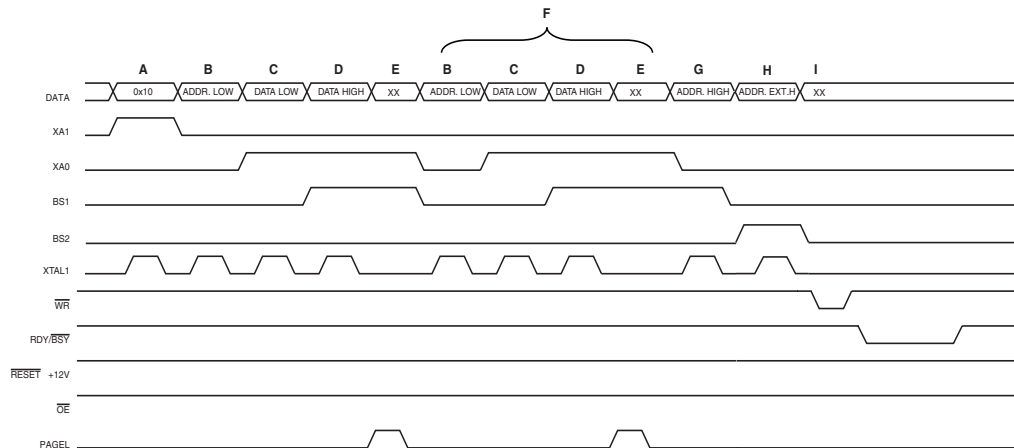 F
A B C D E B C D E G H I
DATA 0x10 ADDR. LOW DATA LOW DATA HIGH XX ADDR. LOW DATA LOW DATA HIGH XX ADDR. HIGH ADDR. EXT.H XX
XA1
XA0
BS1
BS2
XTAL1
WR
RDY/BSY
RESET +12V
OE
PAGEL